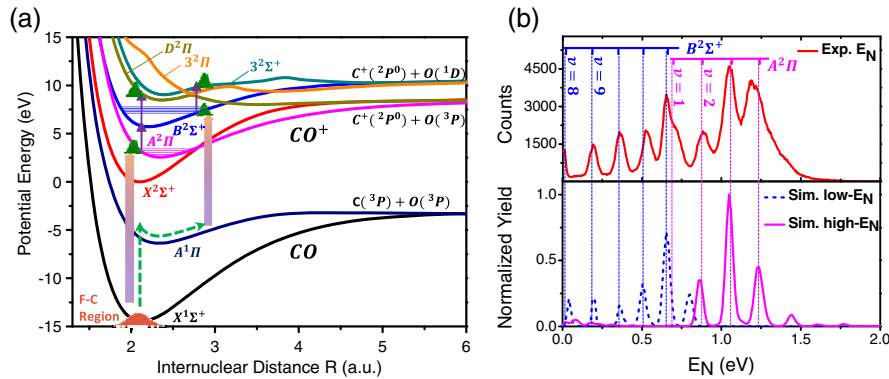 (a)
Potential Energy (eV)
15
10
5
0
-5
-10
-15
D²Π
3²Π
3²Σ⁺
C⁺(²P⁰) + O(¹D)
B²Σ⁺
C⁺(²P⁰) + O(³P)
A²Π
CO⁺
X²Σ⁺
C(³P) + O(³P)
A¹Π
CO
F-C
Region
X¹Σ⁺
2 3 4 5 6
Internuclear Distance R (a.u.)
(b)
B²Σ⁺
Exp. E_N
A²Π
v = 8
v = 9
v = 1
v = 2
Counts
4500
3000
1500
0
Sim. low-E_N
Sim. high-E_N
Normalized Yield
1.0
0.5
0.0
0.0 0.5 1.0 1.5 2.0
E_N (eV)